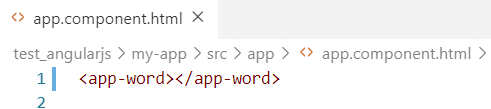 <> app.component.html ×
test_angularjs > my-app > src > app > <> app.component.html >
1 <app-word></app-word>
2